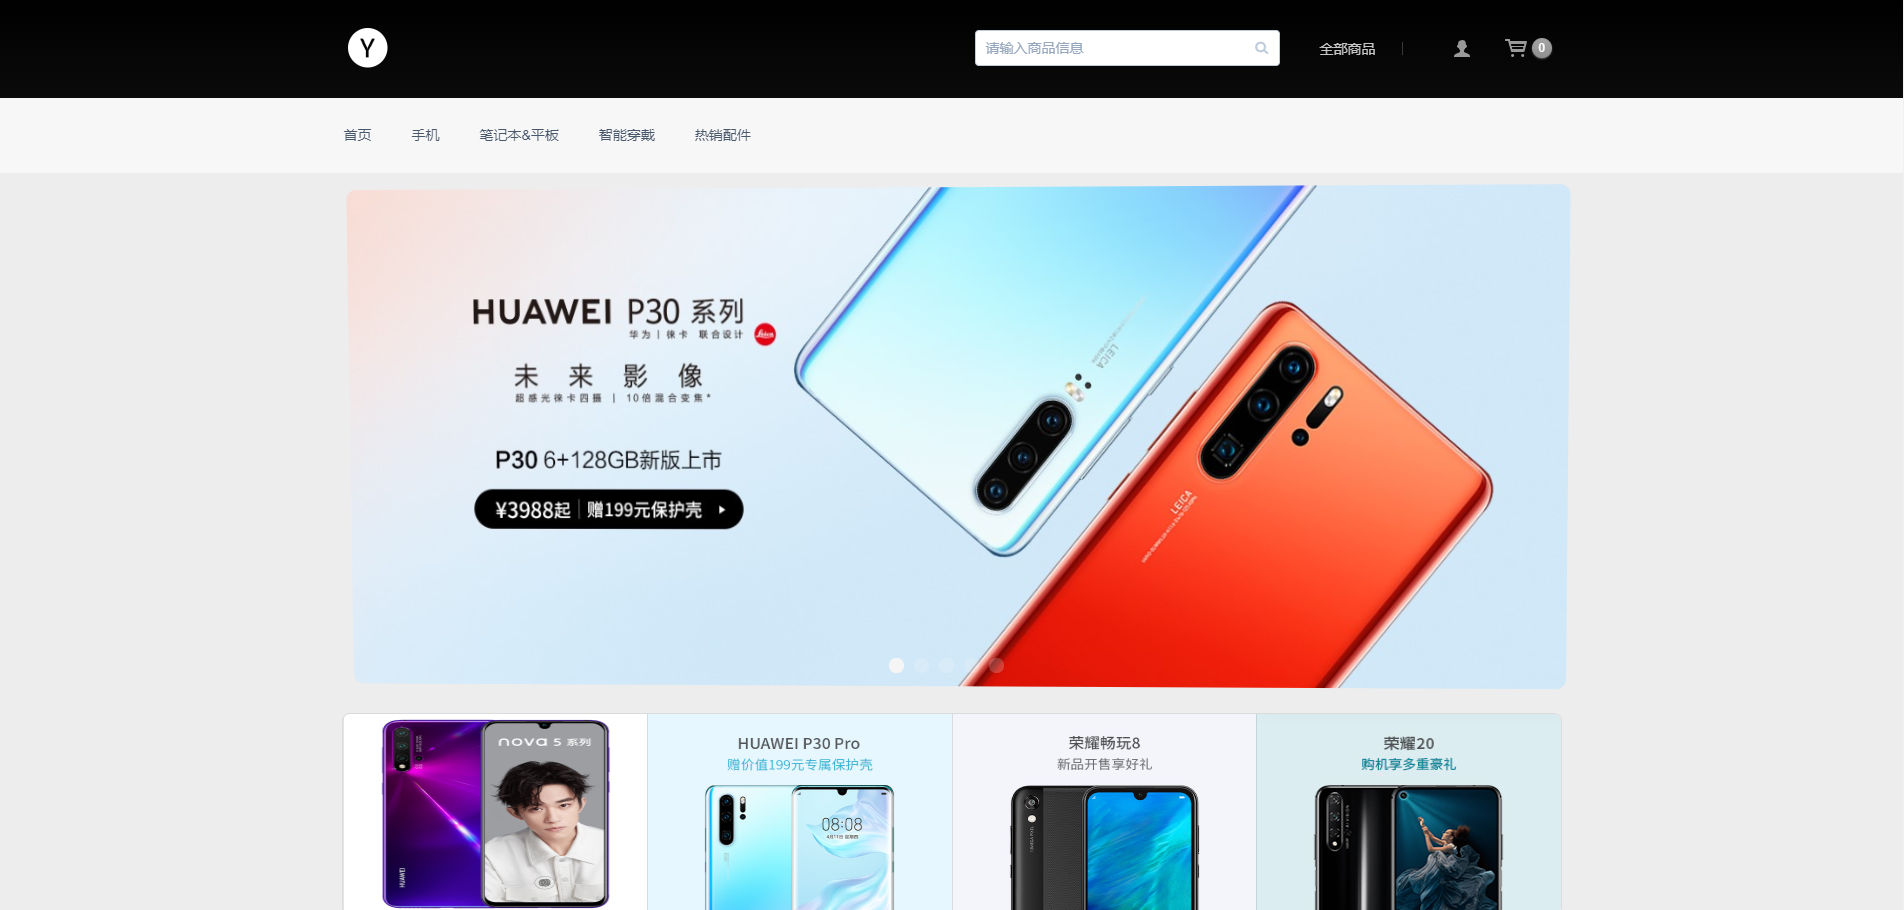 Y
请输入商品信息
全部商品
0
首页
手机
笔记本&平板
智能穿戴
热销配件
HUAWEI P30 系列
华为 | 徕卡 联合设计
Leica
未来影像
超感光徕卡四摄 | 10倍混合变焦*
P30 6+128GB新版上市
¥3988起 | 赠199元保护壳
LEICA
LEICA
nova 5 系列
HUAWEI
HUAWEI P30 Pro
赠价值199元专属保护壳
08:08
荣耀畅玩8
新品开售享好礼
荣耀20
购机享多重豪礼